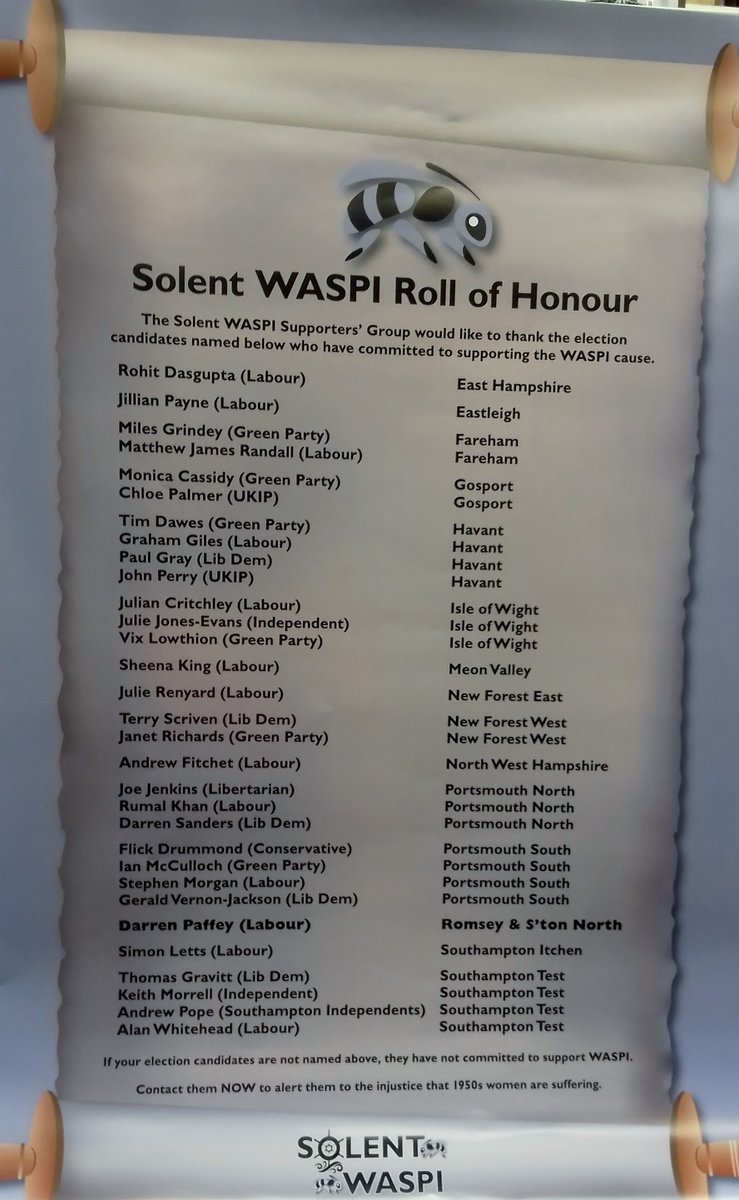 Solent WASPI Roll of Honour
The Solent WASPI Supporters' Group would like to thank the election
candidates named below who have committed to supporting the WASPI cause.
Rohit Dasgupta (Labour) East Hampshire
Jillian Payne (Labour) Eastleigh
Miles Grindey (Green Party) Fareham
Matthew James Randall (Labour) Fareham
Monica Cassidy (Green Party) Gosport
Chloe Palmer (UKIP) Gosport
Tim Dawes (Green Party) Havant
Graham Giles (Labour) Havant
Paul Gray (Lib Dem) Havant
John Perry (UKIP) Havant
Julian Critchley (Labour) Isle of Wight
Julie Jones-Evans (Independent) Isle of Wight
Vix Lowthion (Green Party) Isle of Wight
Sheena King (Labour) Meon Valley
Julie Renyard (Labour) New Forest East
Terry Scriven (Lib Dem) New Forest West
Janet Richards (Green Party) New Forest West
Andrew Fitchet (Labour) North West Hampshire
Joe Jenkins (Libertarian) Portsmouth North
Rumal Khan (Labour) Portsmouth North
Darren Sanders (Lib Dem) Portsmouth North
Flick Drummond (Conservative) Portsmouth South
Ian McCulloch (Green Party) Portsmouth South
Stephen Morgan (Labour) Portsmouth South
Gerald Vernon-Jackson (Lib Dem) Portsmouth South
Darren Paffey (Labour) Romsey & S'ton North
Simon Letts (Labour) Southampton Itchen
Thomas Gravitt (Lib Dem) Southampton Test
Keith Morrell (Independent) Southampton Test
Andrew Pope (Southampton Independents) Southampton Test
Alan Whitehead (Labour) Southampton Test
If your election candidates are not named above, they have not committed to support WASPI.
Contact them NOW to alert them to the injustice that 1950s women are suffering.
SOLENT
WASPI